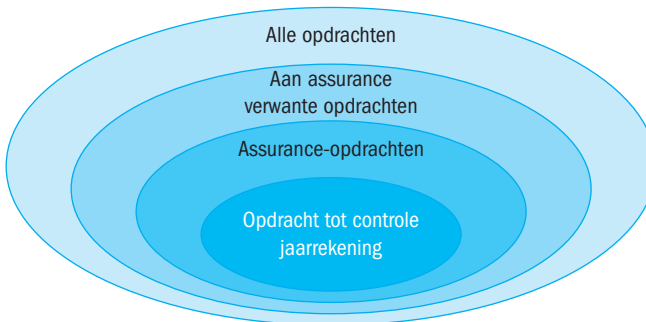 Alle opdrachten
Aan assurance
verwante opdrachten
Assurance-opdrachten
Opdracht tot controle
jaarrekening